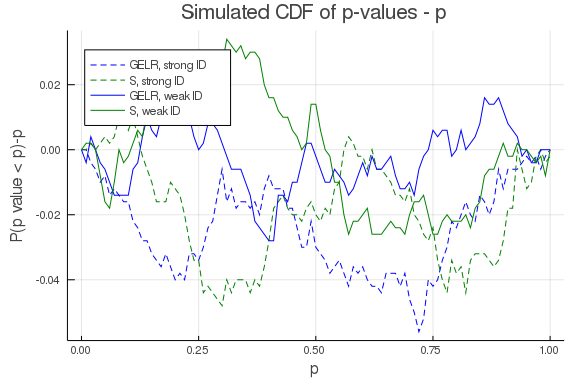 Simulated CDF of p-values - p
P(p value < p)-p
0.02
0.00
-0.02
-0.04
GELR, strong ID
S, strong ID
GELR, weak ID
S, weak ID
0.00 0.25 0.50 0.75 1.00
p